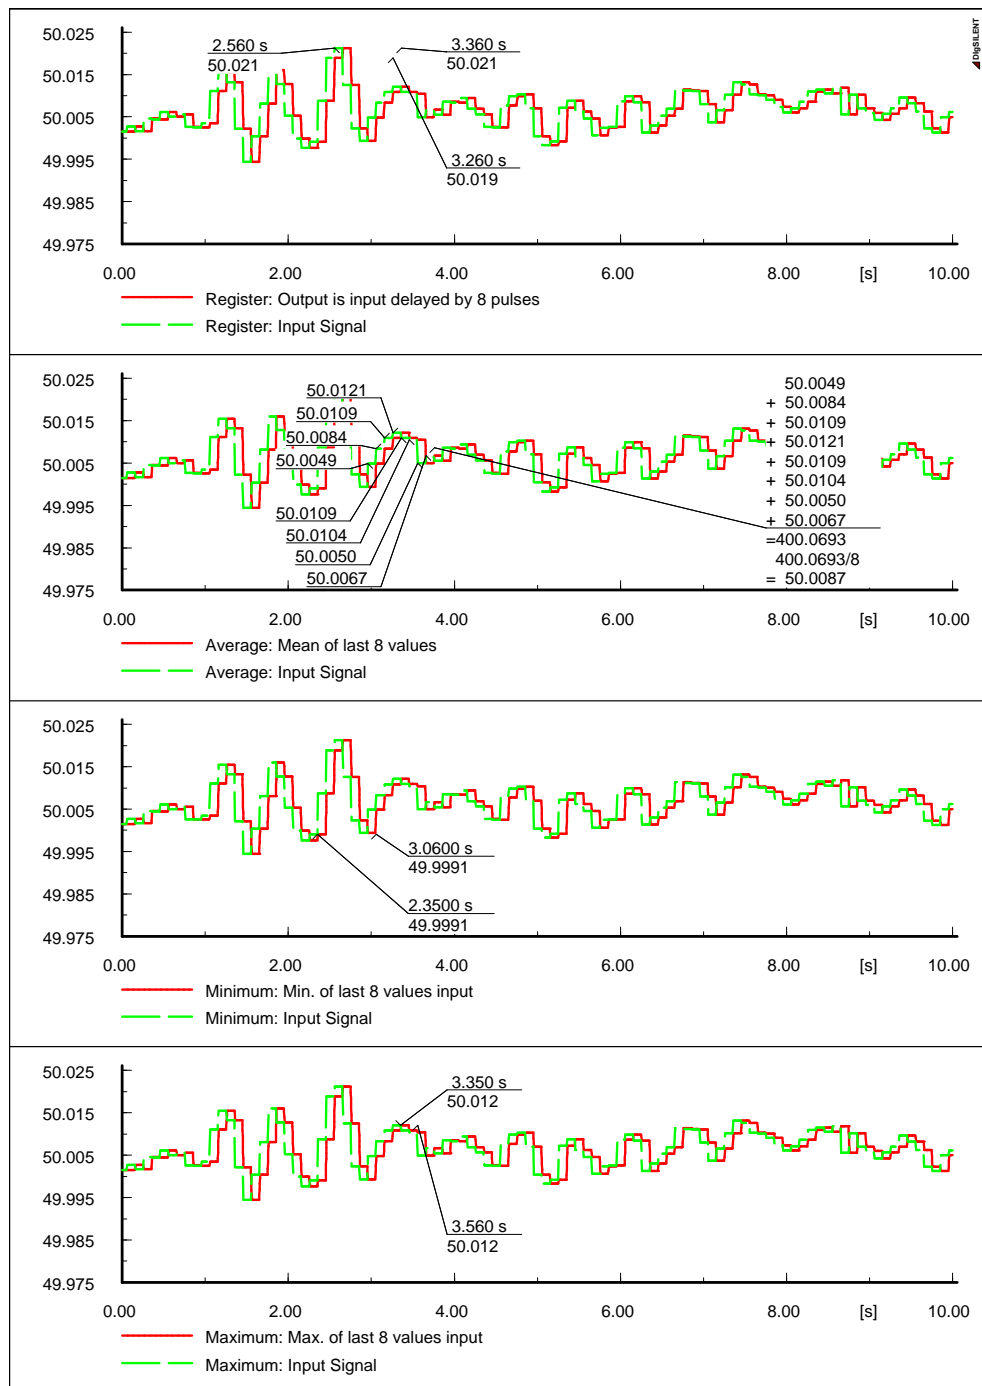 DIgSILENT
50.025
50.015
50.005
49.995
49.985
49.975
2.560 s
50.021
3.360 s
50.021
3.260 s
50.019
0.00 2.00 4.00 6.00 8.00 [s] 10.00
Register: Output is input delayed by 8 pulses
Register: Input Signal
50.025
50.015
50.005
49.995
49.985
49.975
50.0121
50.0109
50.0084
50.0049
50.0109
50.0104
50.0050
50.0067
50.0049
+ 50.0084
+ 50.0109
+ 50.0121
+ 50.0109
+ 50.0104
+ 50.0050
+ 50.0067
=400.0693
400.0693/8
= 50.0087
0.00 2.00 4.00 6.00 8.00 [s] 10.00
Average: Mean of last 8 values
Average: Input Signal
50.025
50.015
50.005
49.995
49.985
49.975
3.0600 s
49.9991
2.3500 s
49.9991
0.00 2.00 4.00 6.00 8.00 [s] 10.00
Minimum: Min. of last 8 values input
Minimum: Input Signal
50.025
50.015
50.005
49.995
49.985
49.975
3.350 s
50.012
3.560 s
50.012
0.00 2.00 4.00 6.00 8.00 [s] 10.00
Maximum: Max. of last 8 values input
Maximum: Input Signal